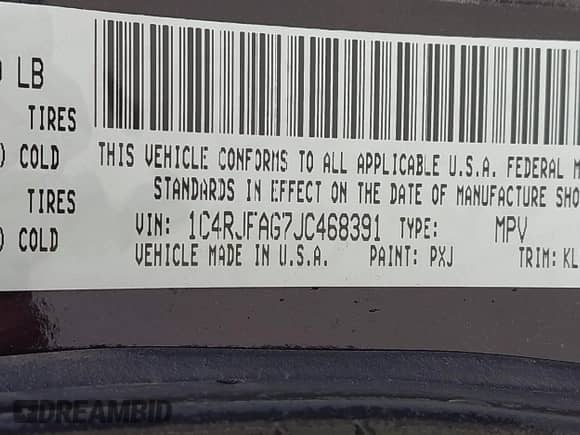 LB
TIRES
) COLD
THIS VEHICLE CONFORMS TO ALL APPLICABLE U.S.A. FEDERAL M
STANDARDS IN EFFECT ON THE DATE OF MANUFACTURE SHO
TIRES
) COLD
VIN: 1C4RJFAG7JC468391 TYPE: MPV
VEHICLE MADE IN U.S.A. PAINT: PXJ TRIM: KL
DREAMBID